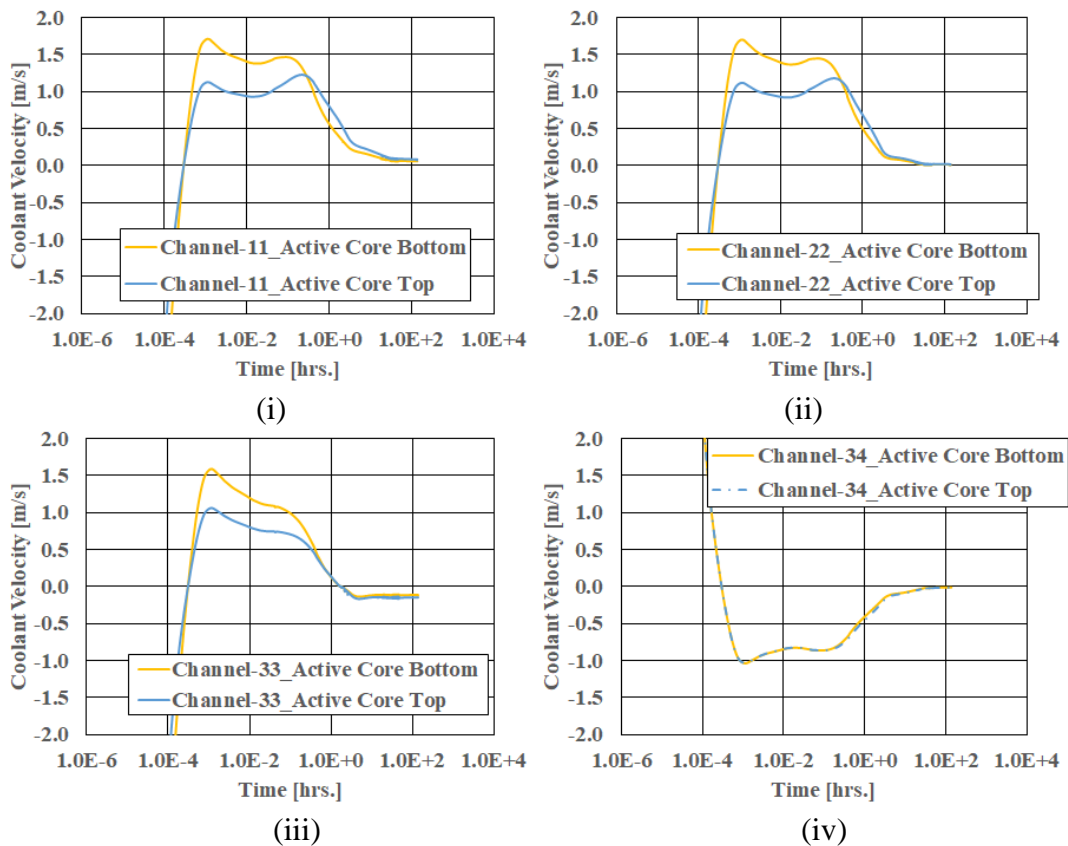 2.0
1.5
1.0
0.5
0.0
-0.5
-1.0
-1.5
-2.0
Coolant Velocity [m/s]
Channel-11_Active Core Bottom
Channel-11_Active Core Top
1.0E-6 1.0E-4 1.0E-2 1.0E+0 1.0E+2 1.0E+4
Time [hrs.]
(i)
2.0
1.5
1.0
0.5
0.0
-0.5
-1.0
-1.5
-2.0
Coolant Velocity [m/s]
Channel-22_Active Core Bottom
Channel-22_Active Core Top
1.0E-6 1.0E-4 1.0E-2 1.0E+0 1.0E+2 1.0E+4
Time [hrs.]
(ii)
2.0
1.5
1.0
0.5
0.0
-0.5
-1.0
-1.5
-2.0
Coolant Velocity [m/s]
Channel-33_Active Core Bottom
Channel-33_Active Core Top
1.0E-6 1.0E-4 1.0E-2 1.0E+0 1.0E+2 1.0E+4
Time [hrs.]
(iii)
2.0
1.5
1.0
0.5
0.0
-0.5
-1.0
-1.5
-2.0
Coolant Velocity [m/s]
Channel-34_Active Core Bottom
Channel-34_Active Core Top
1.0E-6 1.0E-4 1.0E-2 1.0E+0 1.0E+2 1.0E+4
Time [hrs.]
(iv)